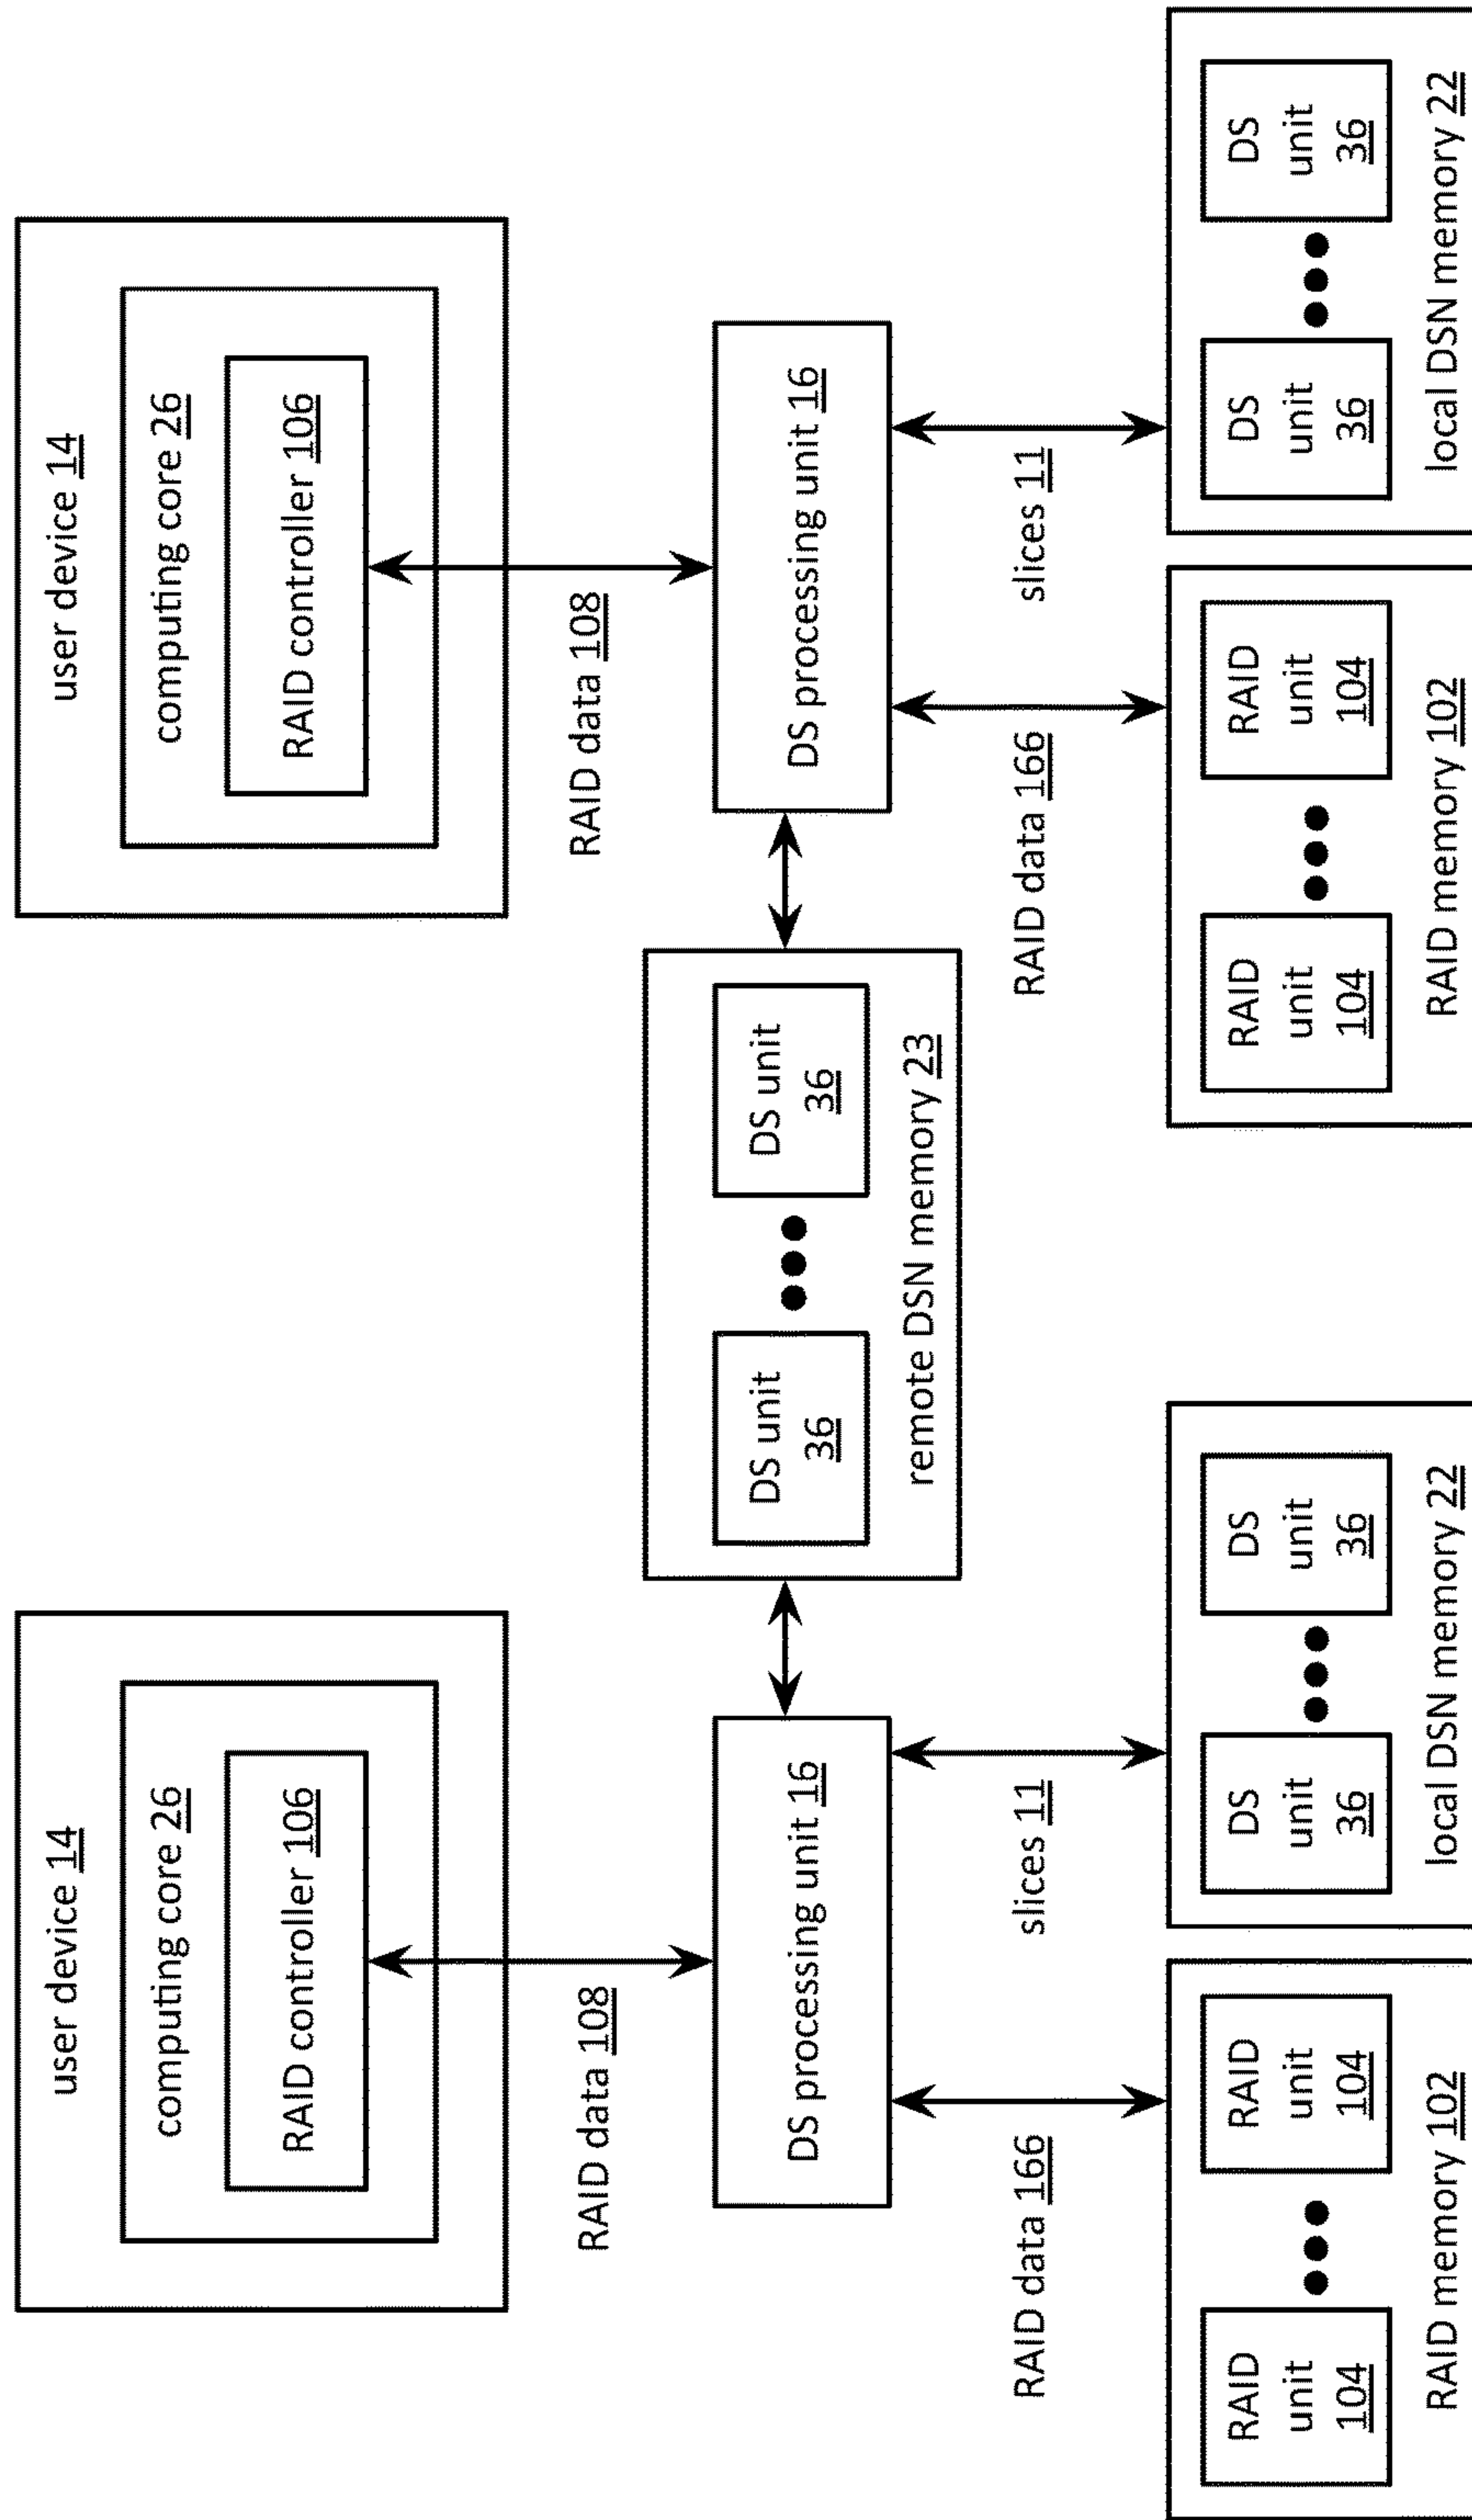 user device 14
computing core 26
RAID controller 106
RAID data 108
DS processing unit 16
RAID data 166
slices 11
RAID
unit
104
RAID
unit
104
RAID memory 102
DS
unit
36
DS
unit
36
local DSN memory 22
DS unit
36
DS unit
36
remote DSN memory 23
user device 14
computing core 26
RAID controller 106
RAID data 108
DS processing unit 16
RAID data 166
slices 11
RAID
unit
104
RAID
unit
104
RAID memory 102
DS
unit
36
DS
unit
36
local DSN memory 22